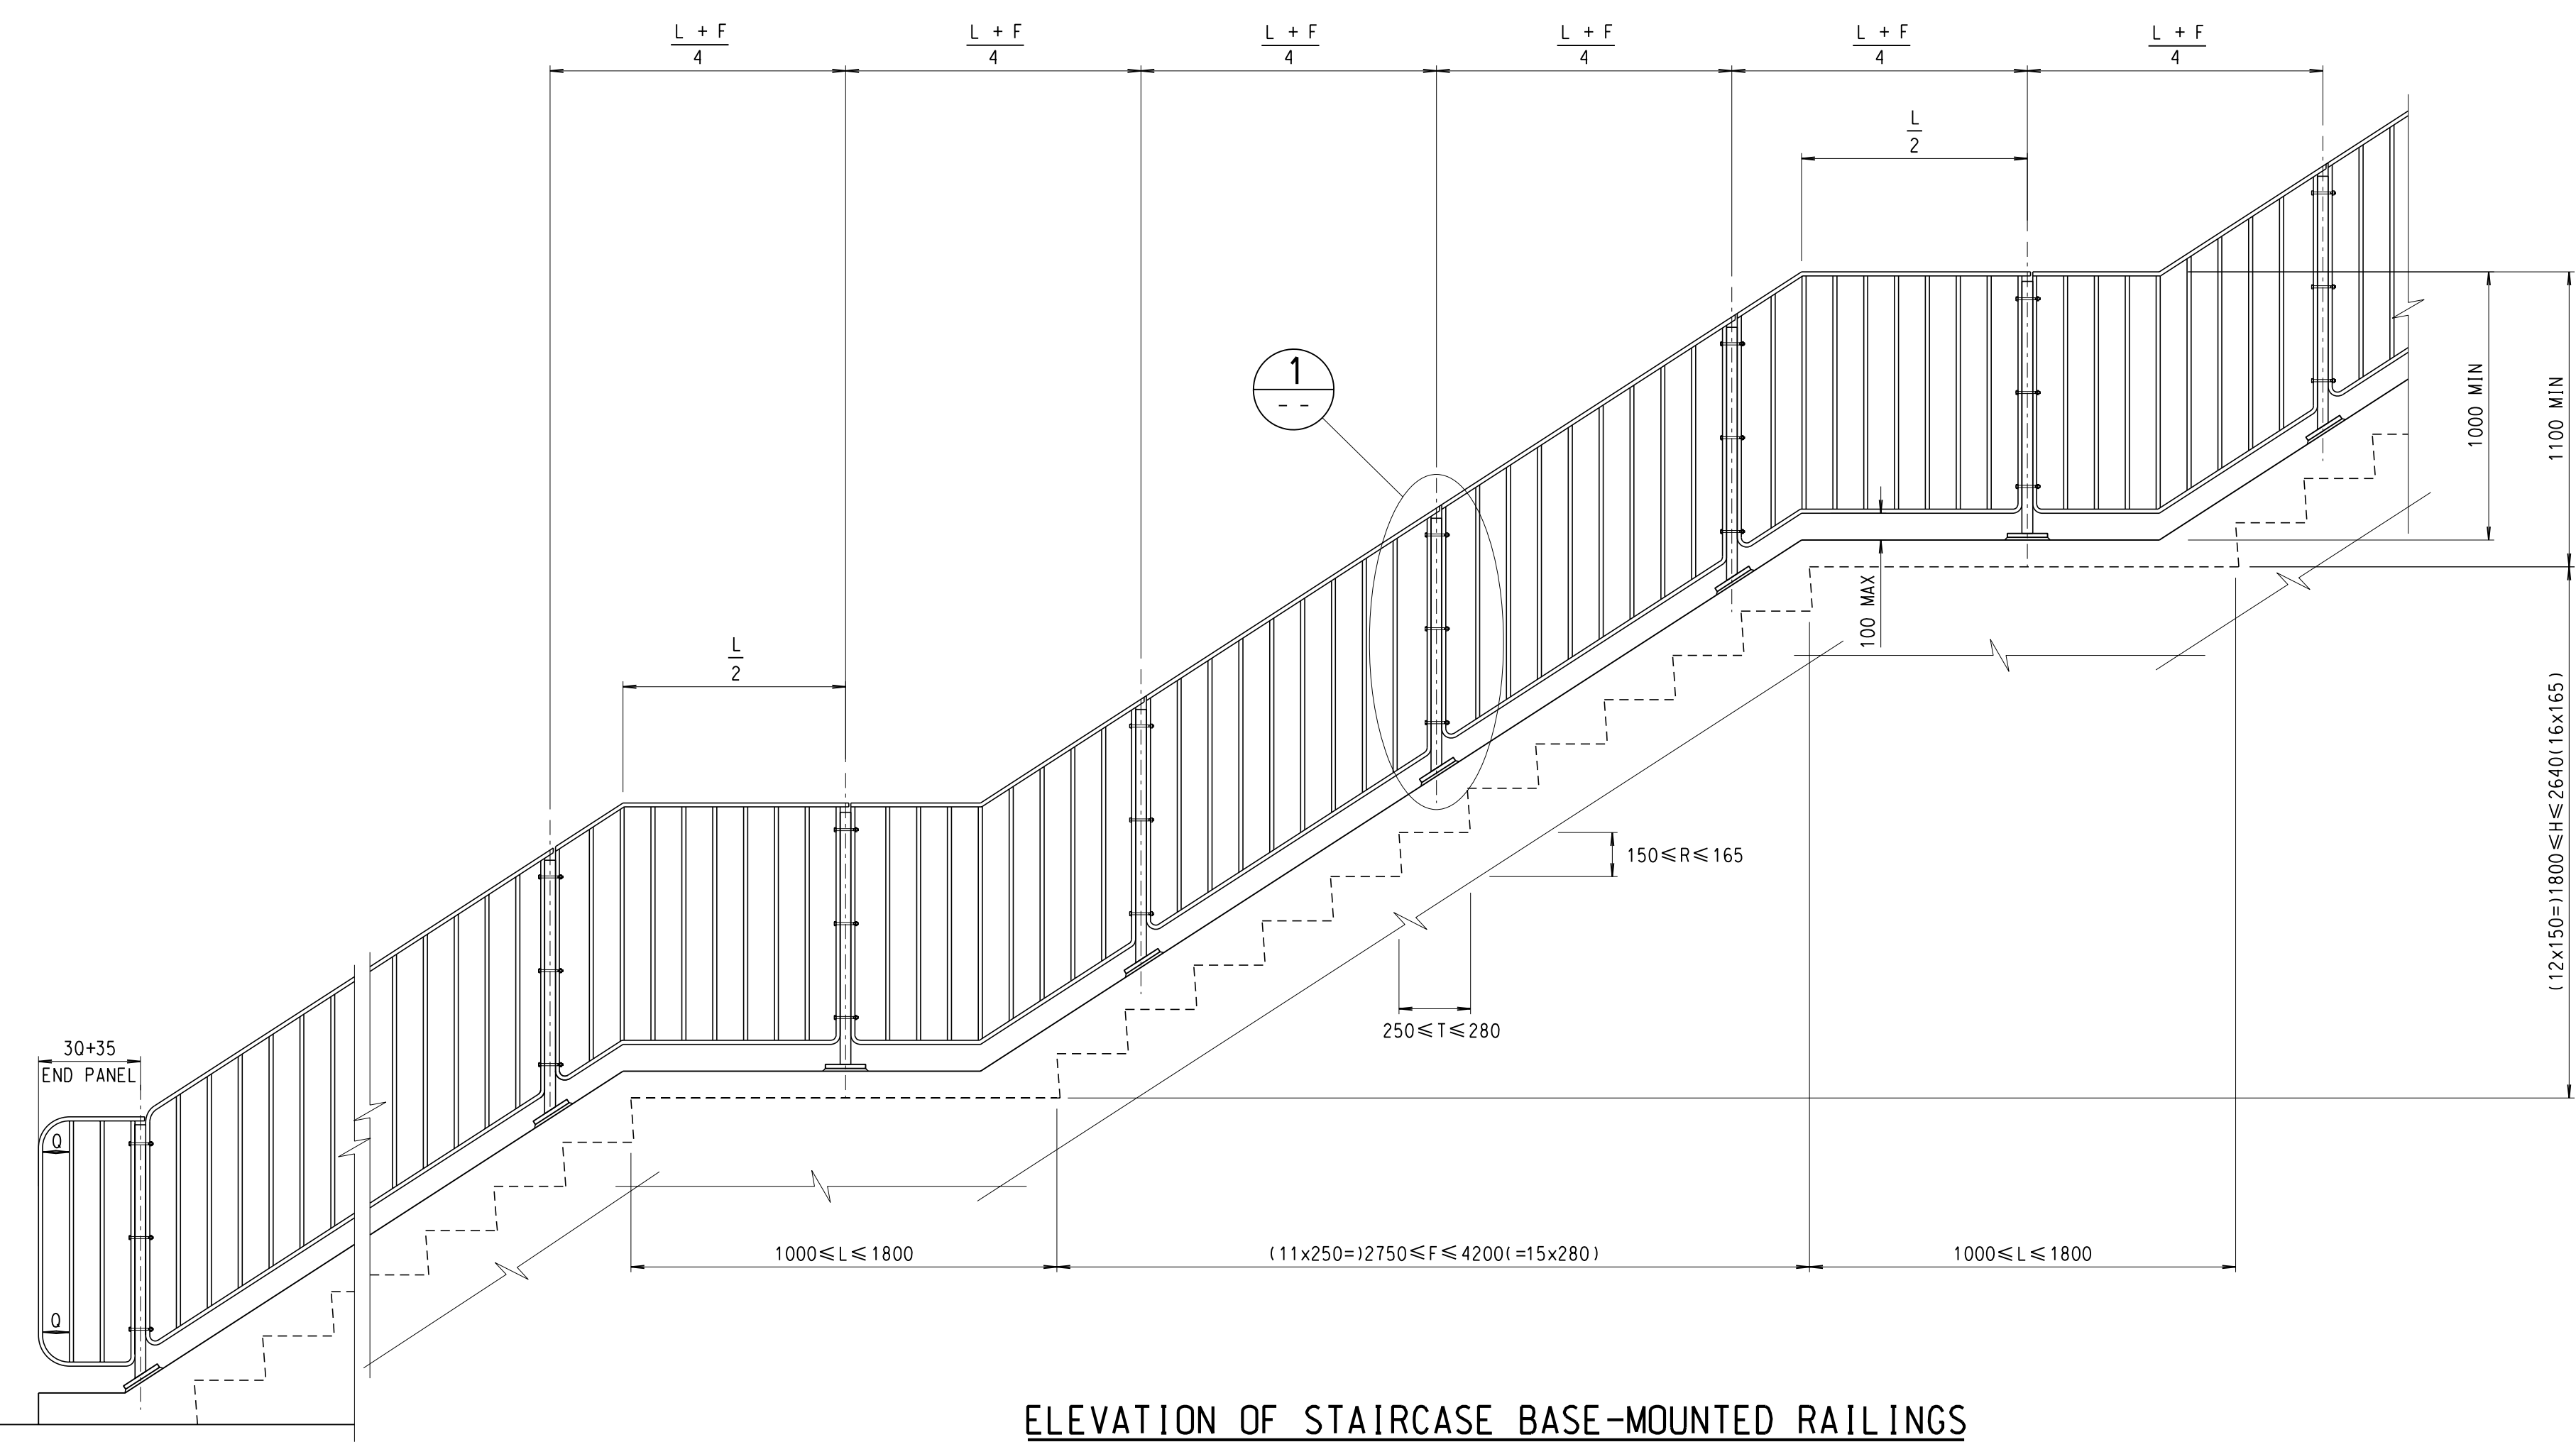 L + F
4
L + F
4
L + F
4
L + F
4
L + F
4
L + F
4
L
2
1
- -
1000 MIN
1100 MIN
100 MAX
L
2
(12x150=)1800≤H≤2640(16x165)
150≤R≤165
250≤T≤280
3Q+35
END PANEL
Q
Q
1000≤L≤1800
(11x250=)2750≤F≤4200(=15x280)
1000≤L≤1800
ELEVATION OF STAIRCASE BASE-MOUNTED RAILINGS